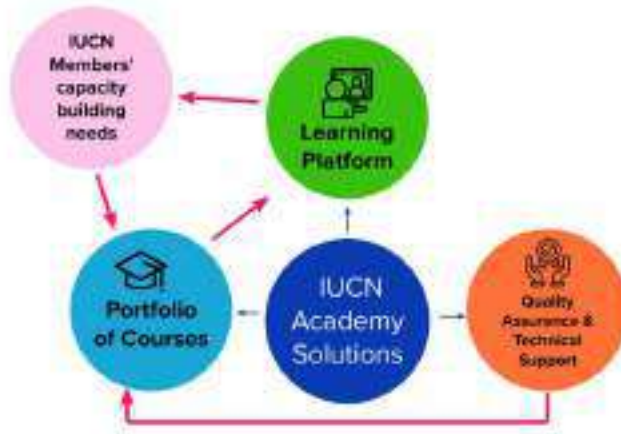 IUCN
Members'
capacity
building
needs
Learning
Platform
Portfolio
of Courses
IUCN
Academy
Solutions
Quality
Assurance &
Technical
Support